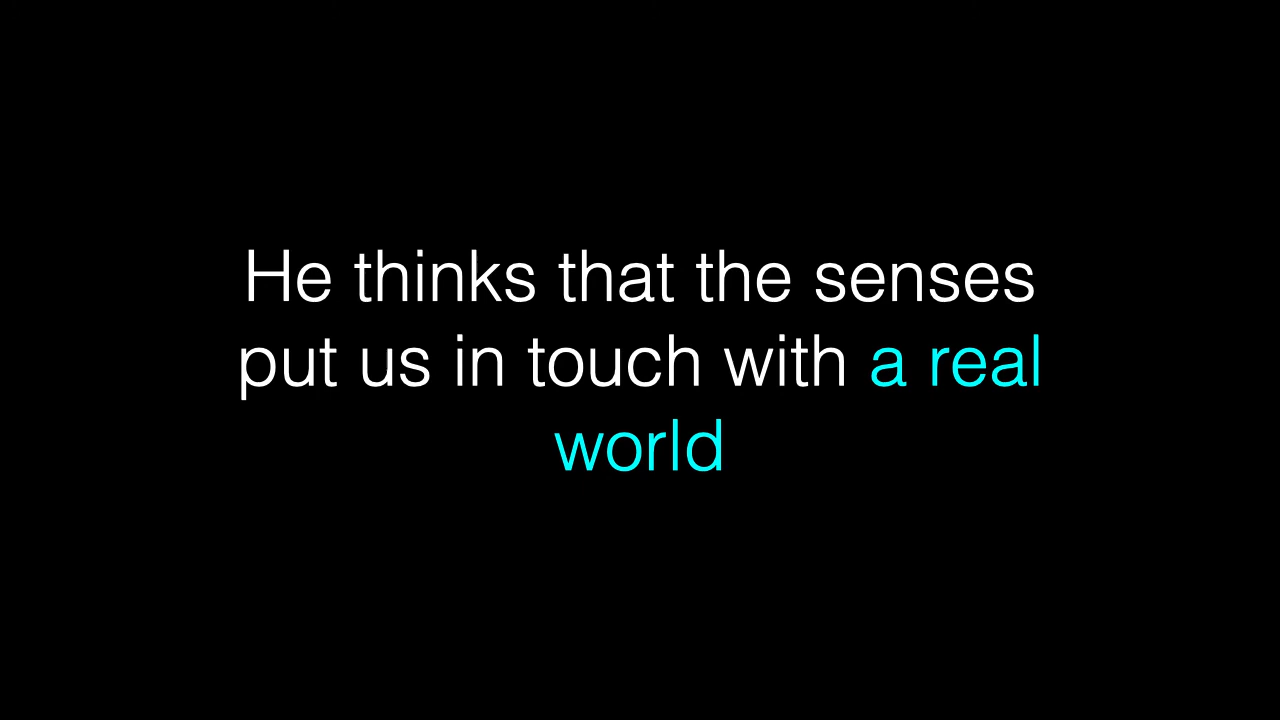 He thinks that the senses
put us in touch with a real
world